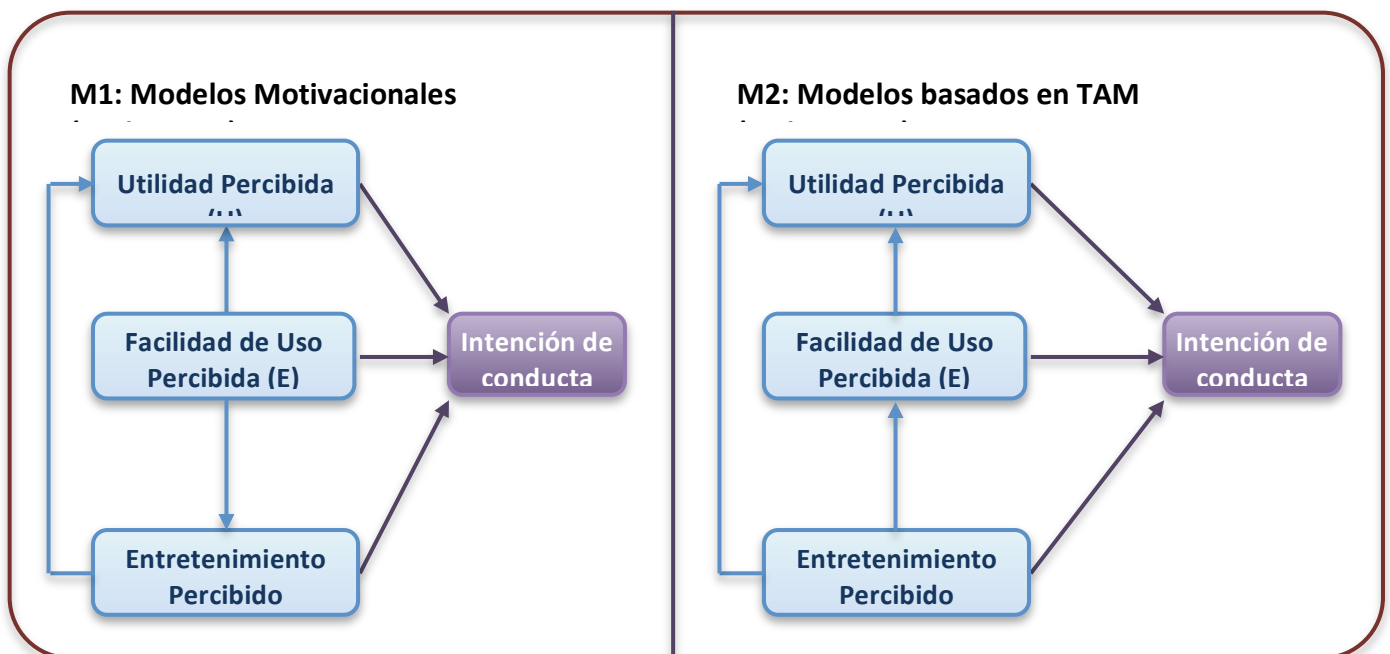 M1: Modelos Motivacionales
Utilidad Percibida
Facilidad de Uso
Percibida (E)
Entretenimiento
Percibido
Intención de
conducta
M2: Modelos basados en TAM
Utilidad Percibida
Facilidad de Uso
Percibida (E)
Entretenimiento
Percibido
Intención de
conducta